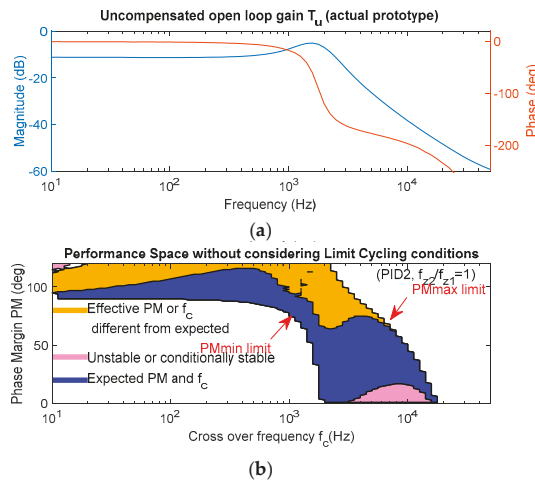 Uncompensated open loop gain Tu (actual prototype)
0
-20
-40
-60
Magnitude (dB)
0
-100
-200
Phase (deg)
10^1
10^2
10^3
10^4
Frequency (Hz)
(a)
Performance Space without considering Limit Cycling conditions
(PID2, fz2/fz1=1)
PMmax limit
100
50
0
Phase Margin PM (deg)
Effective PM or fc
different from expected
PMmin limit
Unstable or conditionally stable
Expected PM and fc
10^1
10^2
10^3
10^4
Cross over frequency fc(Hz)
(b)